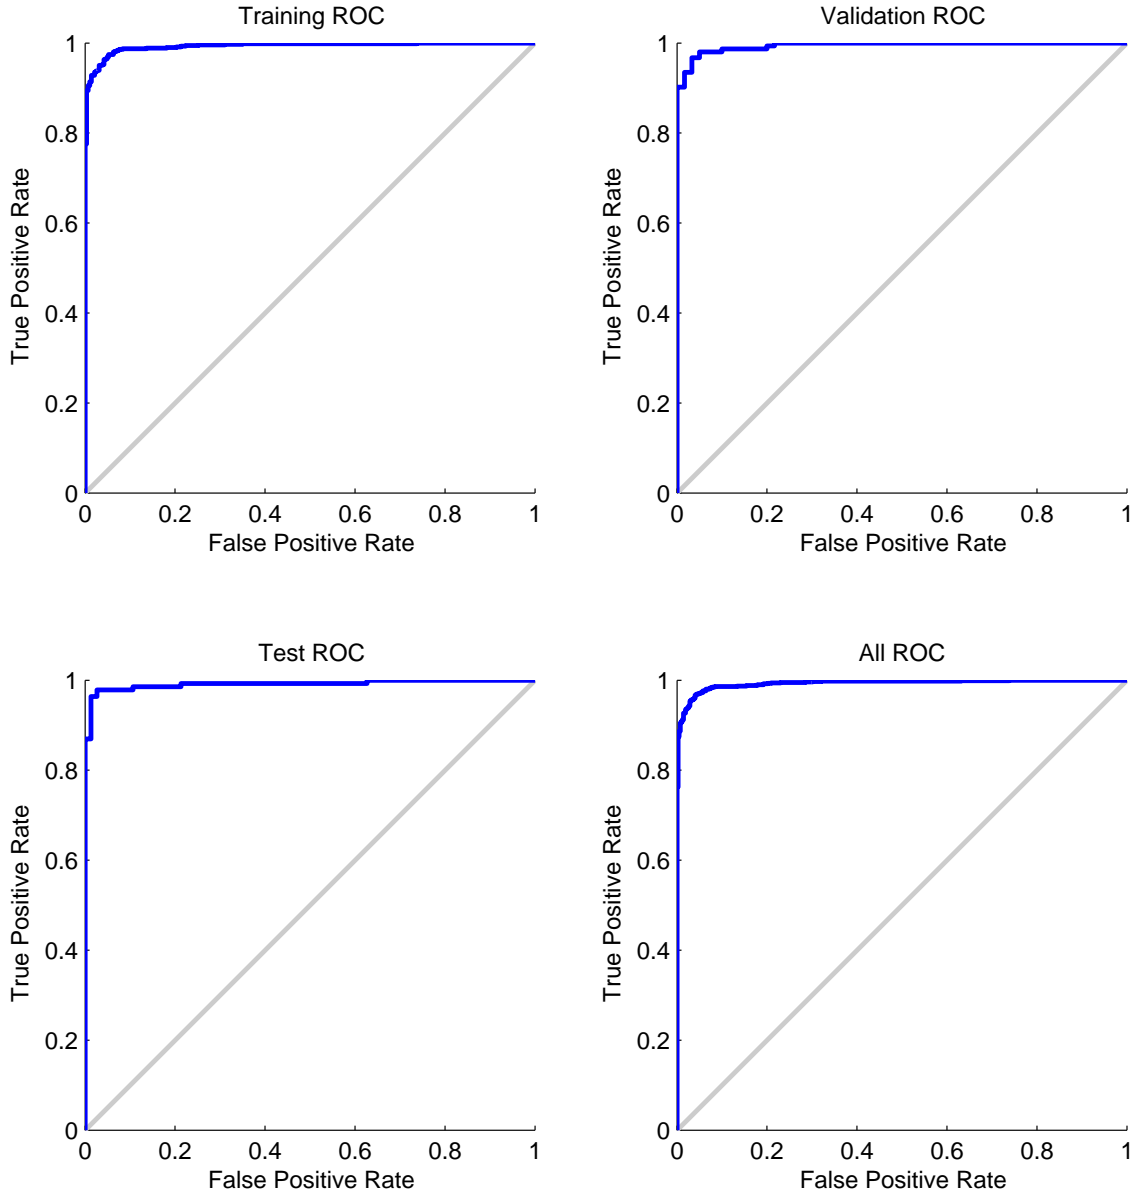 Training ROC
1
0.8
0.6
0.4
0.2
0
True Positive Rate
0 0.2 0.4 0.6 0.8 1
False Positive Rate
Validation ROC
1
0.8
0.6
0.4
0.2
0
True Positive Rate
0 0.2 0.4 0.6 0.8 1
False Positive Rate
Test ROC
1
0.8
0.6
0.4
0.2
0
True Positive Rate
0 0.2 0.4 0.6 0.8 1
False Positive Rate
All ROC
1
0.8
0.6
0.4
0.2
0
True Positive Rate
0 0.2 0.4 0.6 0.8 1
False Positive Rate